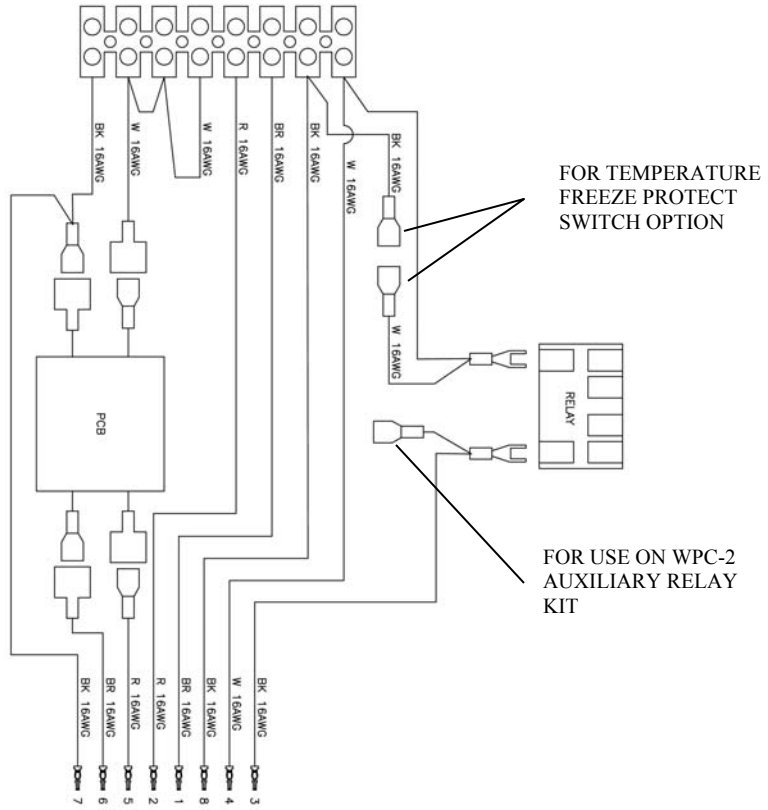 BK 16AWG
W 16AWG
W 16AWG
R 16AWG
BR 16AWG
BK 16AWG
W 16AWG
BK 16AWG
FOR TEMPERATURE
FREEZE PROTECT
SWITCH OPTION
W 16AWG
RELAY
PCB
FOR USE ON WPC-2
AUXILIARY RELAY
KIT
BK 16AWG
BR 16AWG
R 16AWG
R 16AWG
BR 16AWG
BK 16AWG
W 16AWG
BK 16AWG
7
6
5
2
1
8
4
3